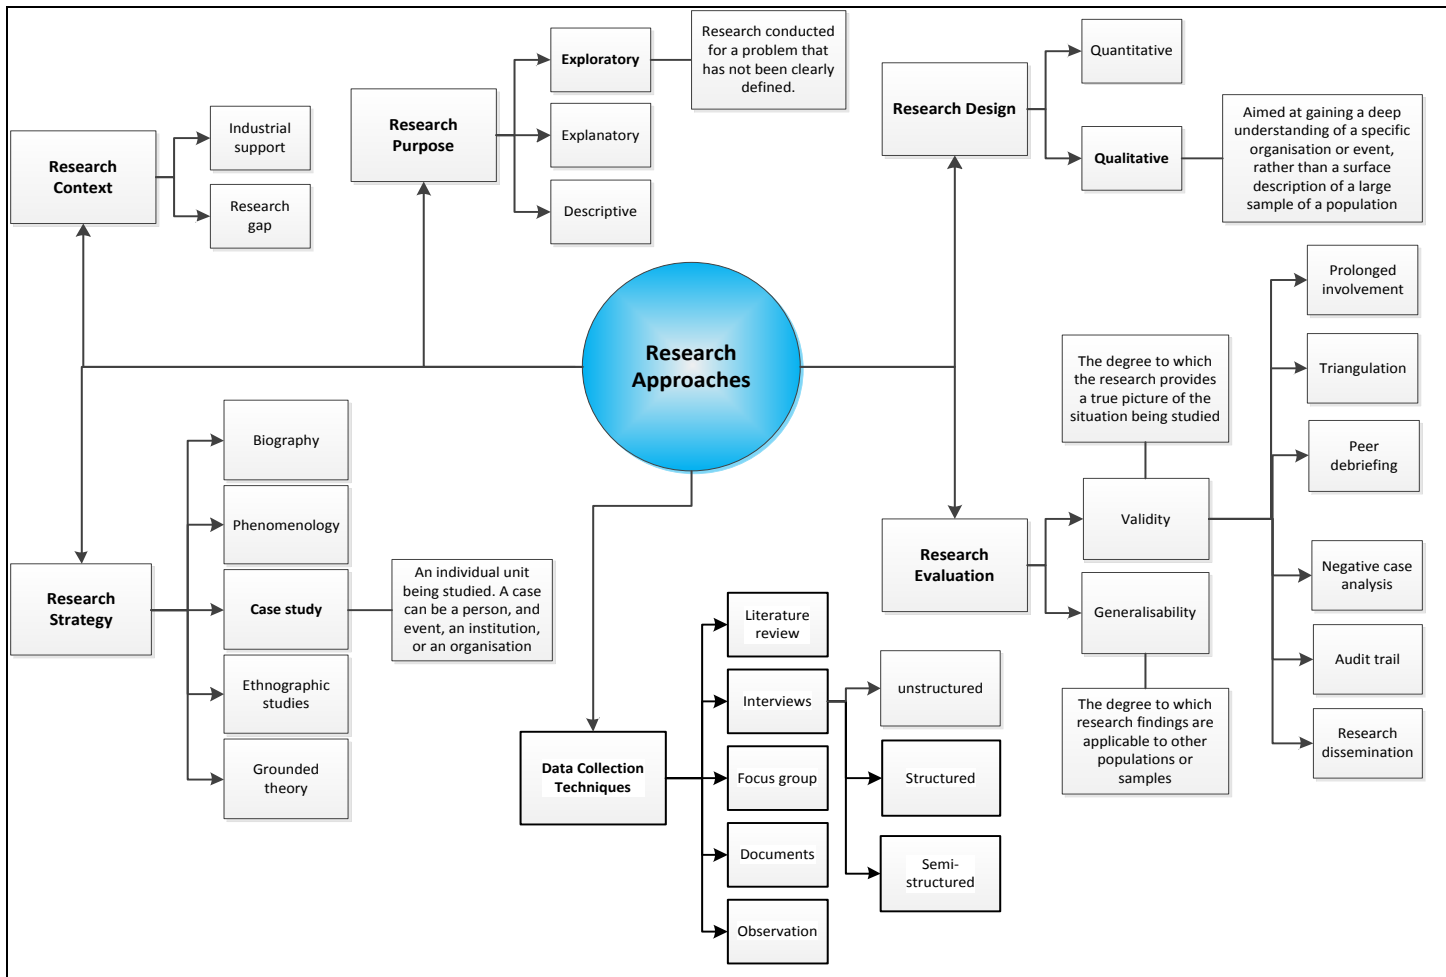 Research
Approaches
Research
Context
Industrial
support
Research
gap
Research
Purpose
Exploratory
Research conducted
for a problem that
has not been clearly
defined.
Explanatory
Descriptive
Research Design
Quantitative
Qualitative
Aimed at gaining a deep
understanding of a specific
organisation or event,
rather than a surface
description of a large
sample of a population
Research
Strategy
Biography
Phenomenology
Case study
An individual unit
being studied. A case
can be a person, and
event, an institution,
or an organisation
Ethnographic
studies
Grounded
theory
Data Collection
Techniques
Literature
review
Interviews
unstructured
Structured
Semi-
structured
Focus group
Documents
Observation
Research
Evaluation
The degree to which
the research provides
a true picture of the
situation being studied
Validity
Generalisability
The degree to which
research findings are
applicable to other
populations or
samples
Prolonged
involvement
Triangulation
Peer
debriefing
Negative case
analysis
Audit trail
Research
dissemination